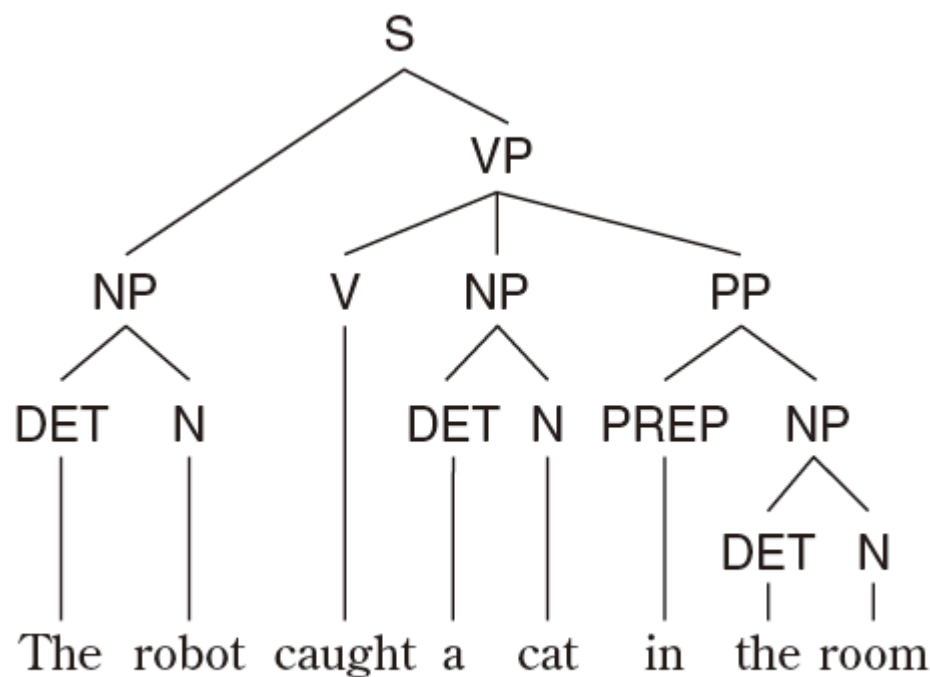 S
VP
NP V NP PP
DET N DET N PREP NP
DET N
The robot caught a cat in the room